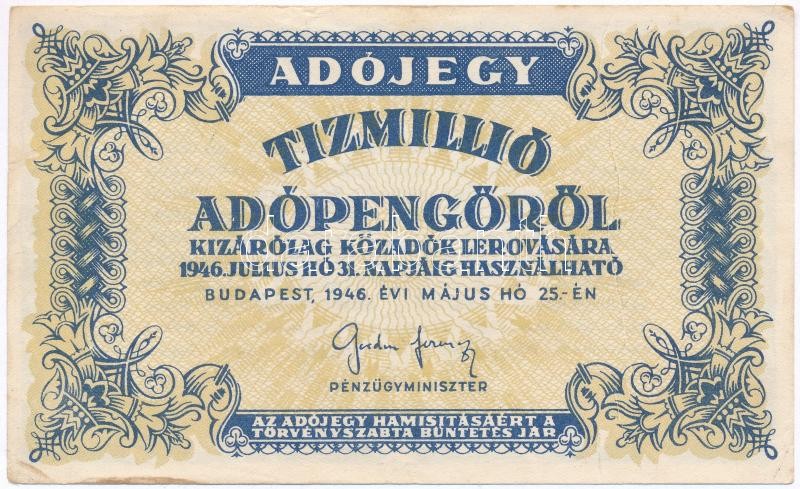 ADÓJEGY
TIZMILLIÓ
ADÓPENGŐRŐL
KIZÁRÓLAG KÖZADÓK LEROVÁSÁRA
1946. JULIUS HÓ 31. NAPJÁIG HASZNÁLHATÓ
BUDAPEST, 1946. ÉVI MÁJUS HÓ 25.-ÉN
Gordon Ferenc
PÉNZÜGYMINISZTER
AZ ADÓJEGY HAMISITÁSÁÉRT A
TÖRVÉNYSZABTA BÜNTETÉS JÁR